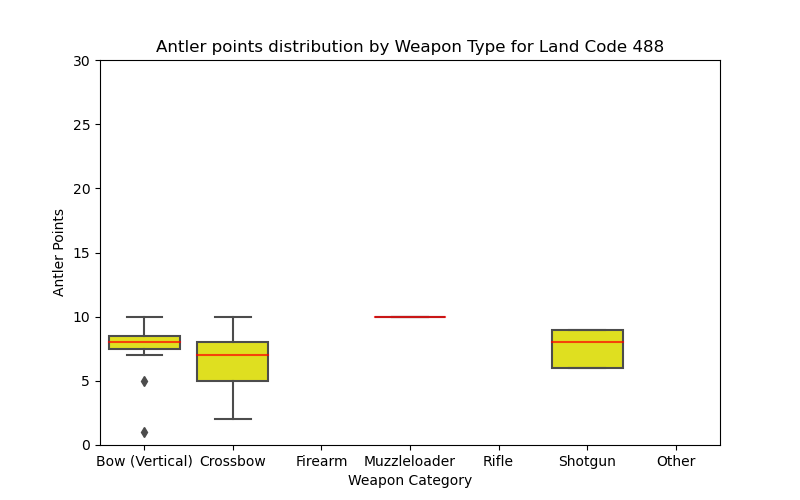 Antler points distribution by Weapon Type for Land Code 488
30
25
20
15
10
5
0
Antler Points
Bow (Vertical) Crossbow Firearm Muzzleloader Rifle Shotgun Other
Weapon Category